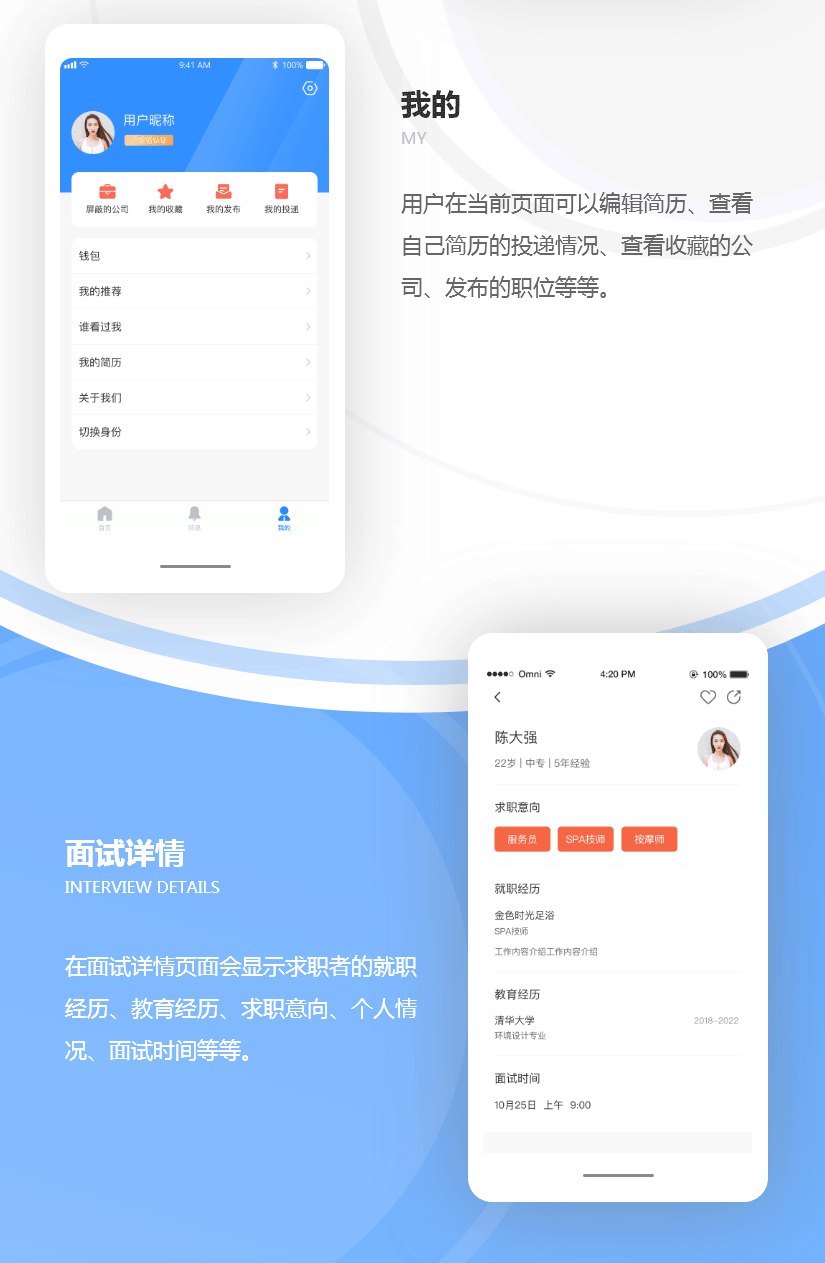 9:41 AM
100%
用户昵称
屏蔽的公司
我的收藏
我的发布
我的投递
钱包
我的推荐
谁看过我
我的简历
关于我们
切换身份
首页
消息
我的
我的
MY
用户在当前页面可以编辑简历、查看
自己简历的投递情况、查看收藏的公
司、发布的职位等等。
面试详情
INTERVIEW DETAILS
在面试详情页面会显示求职者的就职
经历、教育经历、求职意向、个人情
况、面试时间等等。
Omni
4:20 PM
100%
陈大强
22岁 | 中专 | 5年经验
求职意向
服务员
SPA技师
按摩师
就职经历
金色时光足浴
SPA技师
工作内容介绍工作内容介绍
教育经历
清华大学
2018-2022
环境设计专业
面试时间
10月25日 上午 9:00